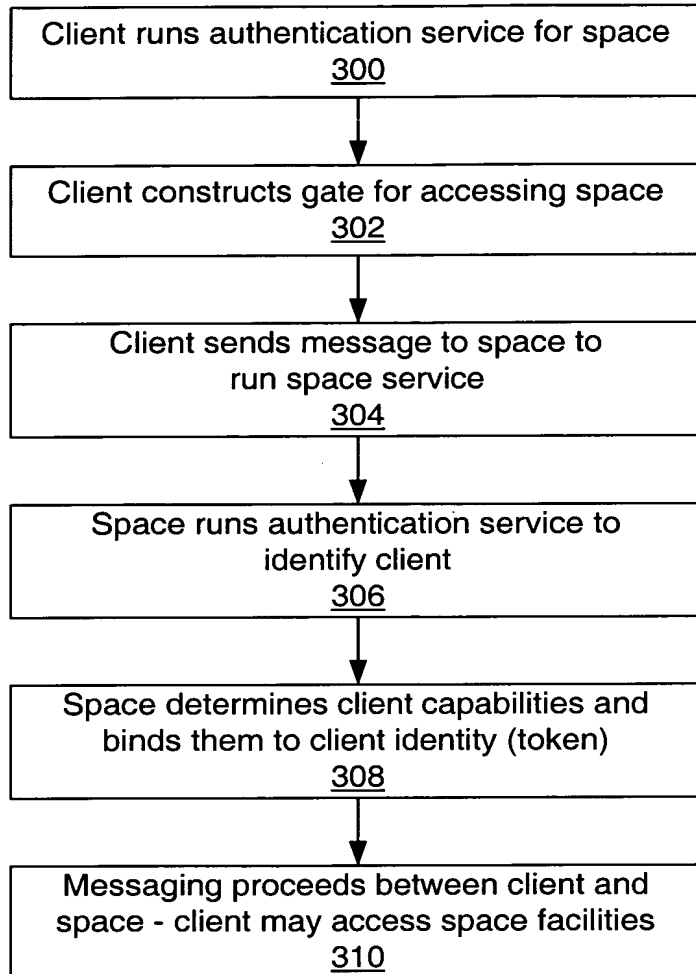 Client runs authentication service for space
300
Client constructs gate for accessing space
302
Client sends message to space to
run space service
304
Space runs authentication service to
identify client
306
Space determines client capabilities and
binds them to client identity (token)
308
Messaging proceeds between client and
space - client may access space facilities
310